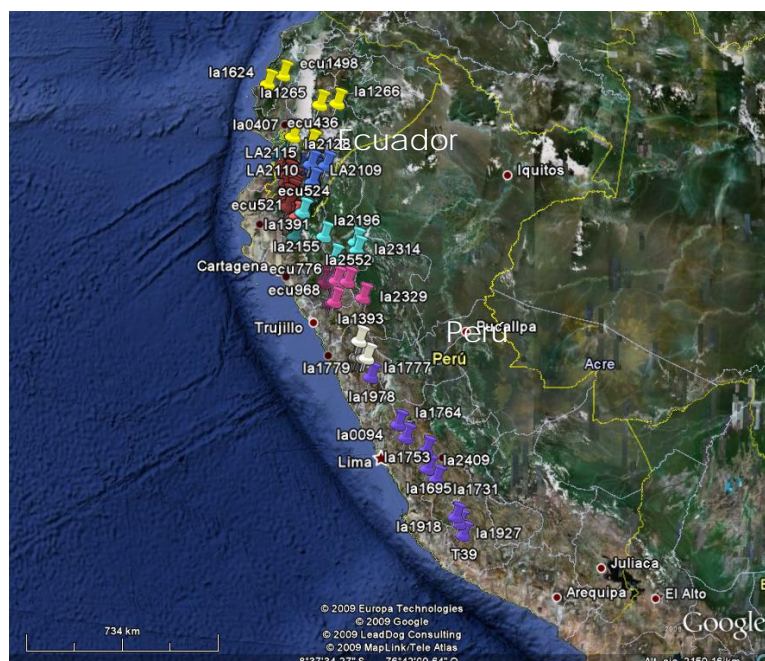 ecu1498
la1624
la1265
la1266
la0407
ecu436
Ecuador
LA2115
la2128
LA2110
LA2109
Iquitos
ecu524
ecu521
la1391
la2196
la2155
la2314
la2552
Cartagena
ecu776
ecu968
la2329
la1393
Trujillo
Perú
Pucallpa
Perú
la1779
la1777
Acre
la1978
la1764
la0094
Lima
la1753
la2409
la1695
la1731
la1918
la1927
T39
Juliaca
Arequipa
El Alto
© 2009 Europa Technologies
© 2009 Google
© 2009 LeadDog Consulting
© 2009 MapLink/Tele Atlas
Google
734 km